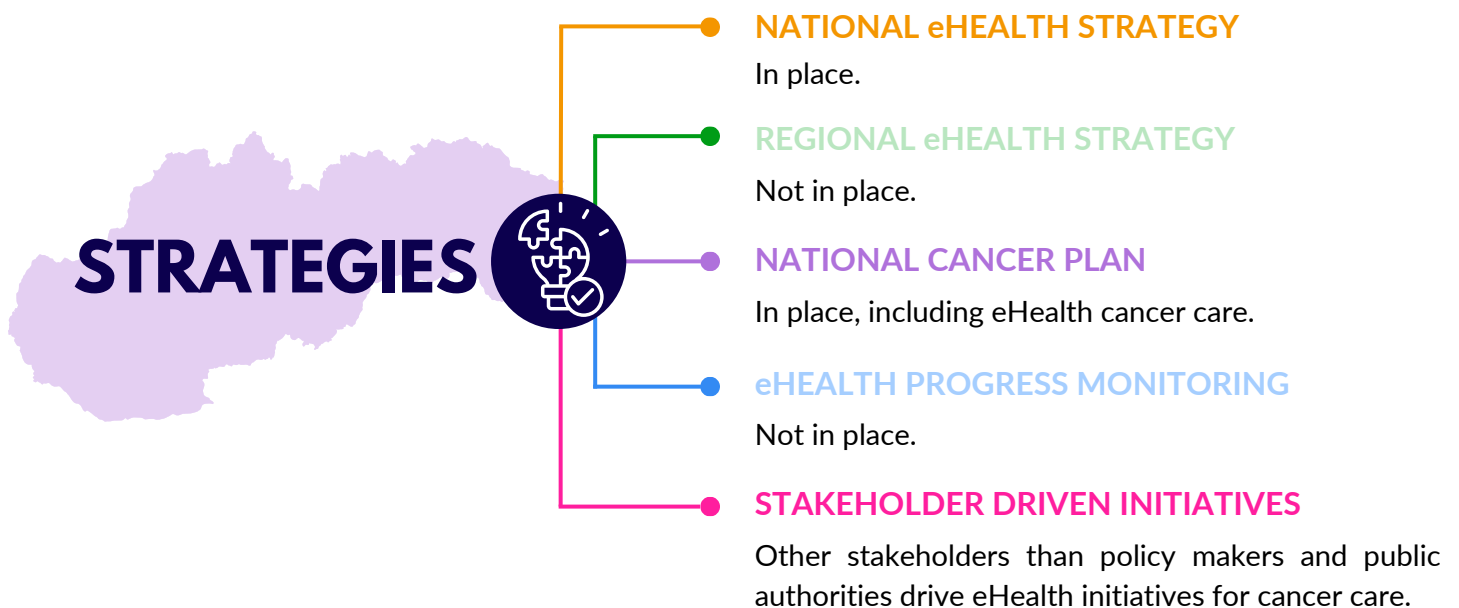 STRATEGIES
NATIONAL eHEALTH STRATEGY
In place.
REGIONAL eHEALTH STRATEGY
Not in place.
NATIONAL CANCER PLAN
In place, including eHealth cancer care.
eHEALTH PROGRESS MONITORING
Not in place.
STAKEHOLDER DRIVEN INITIATIVES
Other stakeholders than policy makers and public
authorities drive eHealth initiatives for cancer care.